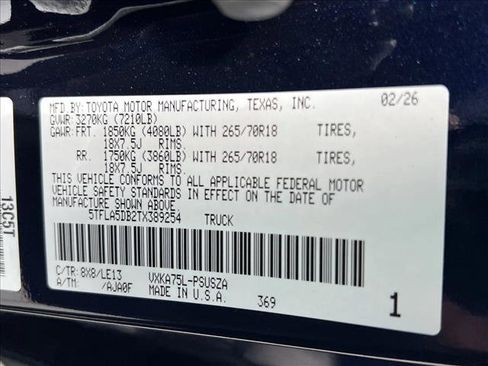 MFD. BY: TOYOTA MOTOR MANUFACTURING, TEXAS, INC. 02/26
GVWR: 3270KG (7210LB)
GAWR: FRT. 1850KG (4080LB) WITH 265/70R18 TIRES,
18X7.5J RIMS.
RR. 1750KG (3860LB) WITH 265/70R18 TIRES,
18X7.5J RIMS.
THIS VEHICLE CONFORMS TO ALL APPLICABLE FEDERAL MOTOR
VEHICLE SAFETY STANDARDS IN EFFECT ON THE DATE OF
MANUFACTURE SHOWN ABOVE.
5TFLA5DB2TX389254 TRUCK
C/TR: 8X8/LE13 VXKA75L-PSUSZA
A/TM: /AJA0F MADE IN U.S.A. 369 1
13C5T